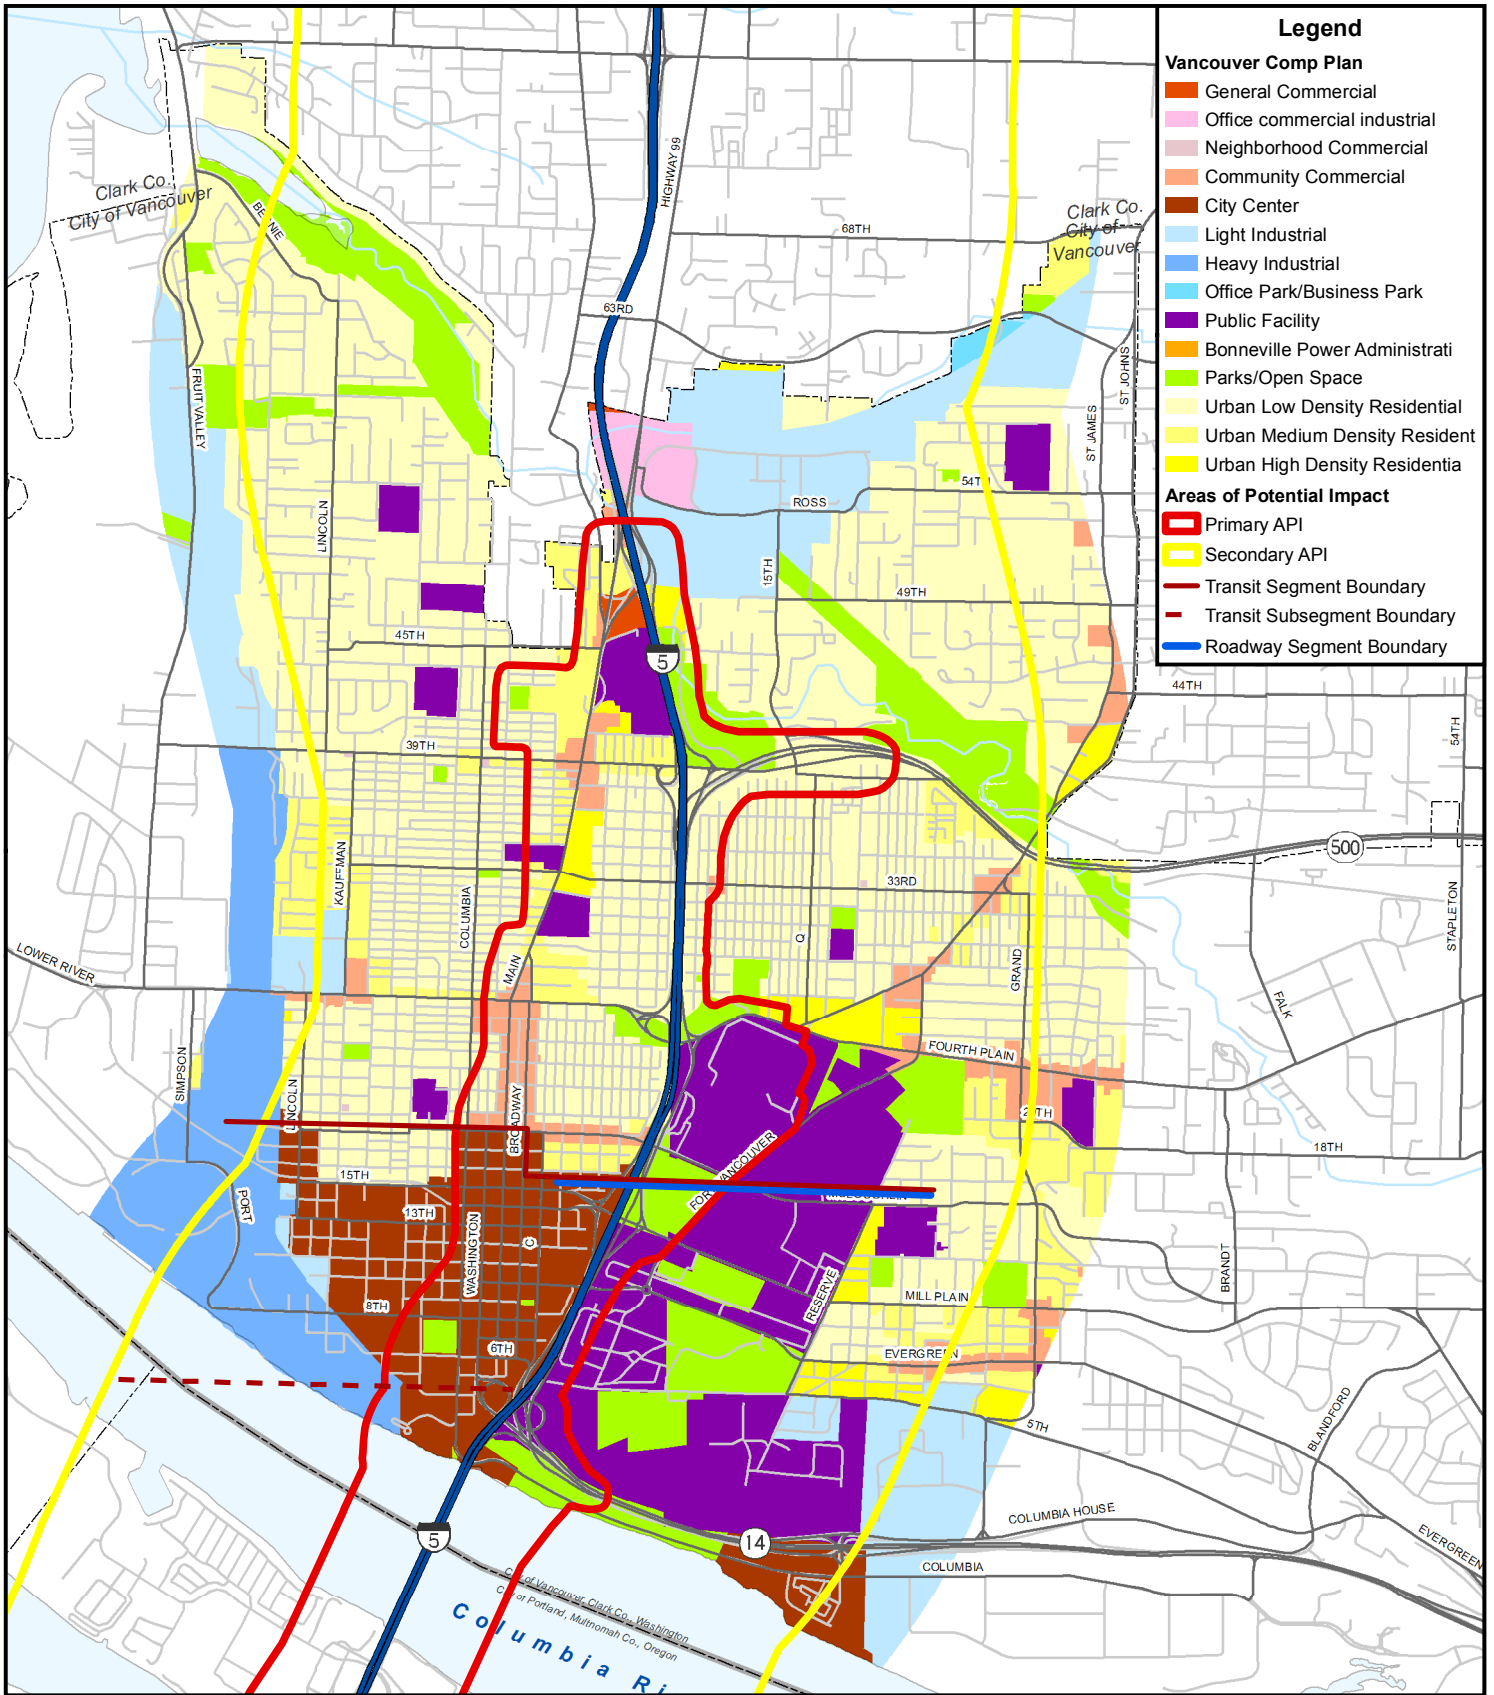 Legend
Vancouver Comp Plan
General Commercial
Office commercial industrial
Neighborhood Commercial
Community Commercial
City Center
Light Industrial
Heavy Industrial
Office Park/Business Park
Public Facility
Bonneville Power Administrati
Parks/Open Space
Urban Low Density Residential
Urban Medium Density Resident
Urban High Density Residentia
Areas of Potential Impact
Primary API
Secondary API
Transit Segment Boundary
Transit Subsegment Boundary
Roadway Segment Boundary
Clark Co.
City of Vancouver
HIGHWAY 99
Clark Co.
City of
Vancouver
68TH
63RD
FRUIT VALLEY
ST JOHNS
ST JAMES
LINCOLN
54TH
ROSS
15TH
49TH
45TH
5
44TH
54TH
39TH
KAUFFMAN
COLUMBIA
33RD
500
STAPLETON
LOWER RIVER
MAIN
Q
GRAND
FALK
SIMPSON
FOURTH PLAIN
LINCOLN
BROADWAY
18TH
15TH
FORT VANCOUVER
PORT
13TH
WASHINGTON
C
RESERVE
BRANDT
8TH
MILL PLAIN
6TH
EVERGREEN
5TH
BLANDFORD
COLUMBIA HOUSE
EVERGREEN
5
14
COLUMBIA
City of Vancouver, Clark Co., Washington
City of Portland, Multnomah Co., Oregon
Columbia Ri